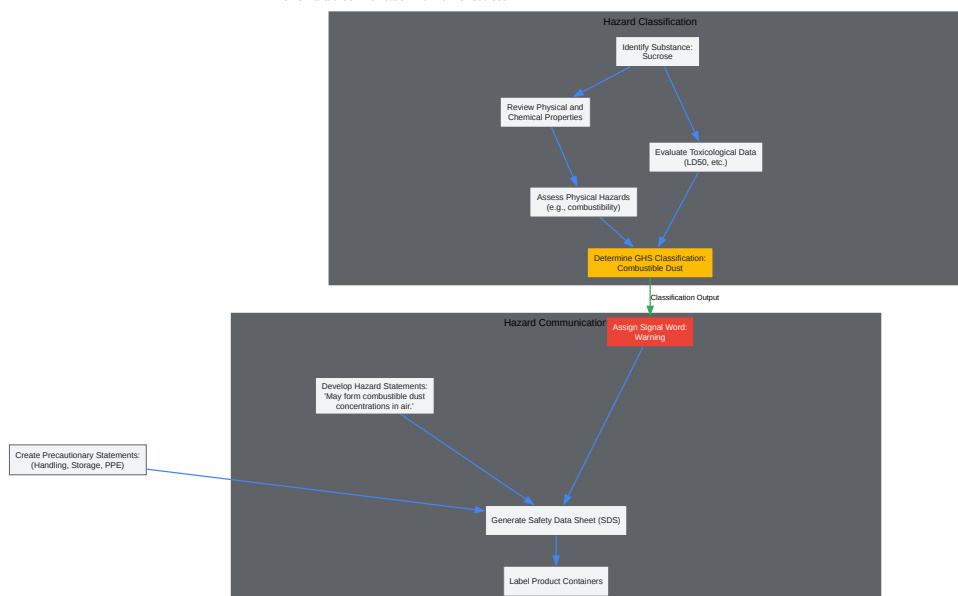 Hazard Classification
Identify Substance:
Sucrose
Review Physical and
Chemical Properties
Evaluate Toxicological Data
(LD50, etc.)
Assess Physical Hazards
(e.g., combustibility)
Determine GHS Classification:
Combustible Dust
Classification Output
Hazard Communication
Assign Signal Word:
Warning
Develop Hazard Statements:
'May form combustible dust
concentrations in air.'
Create Precautionary Statements:
(Handling, Storage, PPE)
Generate Safety Data Sheet (SDS)
Label Product Containers